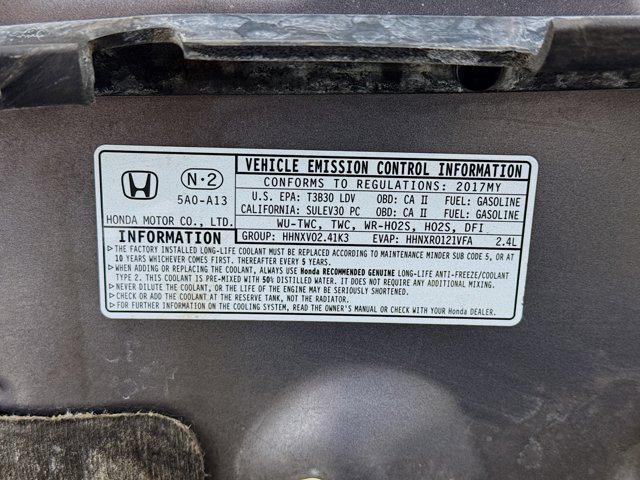 VEHICLE EMISSION CONTROL INFORMATION
N·2
5A0-A13
HONDA MOTOR CO., LTD.
CONFORMS TO REGULATIONS: 2017MY
U.S. EPA: T3B30 LDV OBD: CA II FUEL: GASOLINE
CALIFORNIA: SULEV30 PC OBD: CA II FUEL: GASOLINE
WU-TWC, TWC, WR-HO2S, HO2S, DFI
INFORMATION
GROUP: HHNXV02.41K3 EVAP: HHNXR0121VFA 2.4L
▷THE FACTORY INSTALLED LONG-LIFE COOLANT MUST BE REPLACED ACCORDING TO MAINTENANCE MINDER SUB CODE 5, OR AT
10 YEARS WHICHEVER COMES FIRST. THEREAFTER EVERY 5 YEARS.
▷WHEN ADDING OR REPLACING THE COOLANT, ALWAYS USE Honda RECOMMENDED GENUINE LONG-LIFE ANTI-FREEZE/COOLANT
TYPE 2. THIS COOLANT IS PRE-MIXED WITH 50% DISTILLED WATER. IT DOES NOT REQUIRE ANY ADDITIONAL MIXING.
▷NEVER DILUTE THE COOLANT, OR THE LIFE OF THE ENGINE MAY BE SERIOUSLY SHORTENED.
▷CHECK OR ADD THE COOLANT AT THE RESERVE TANK, NOT THE RADIATOR.
▷FOR FURTHER INFORMATION ON THE COOLING SYSTEM, READ THE OWNER'S MANUAL OR CHECK WITH YOUR Honda DEALER.